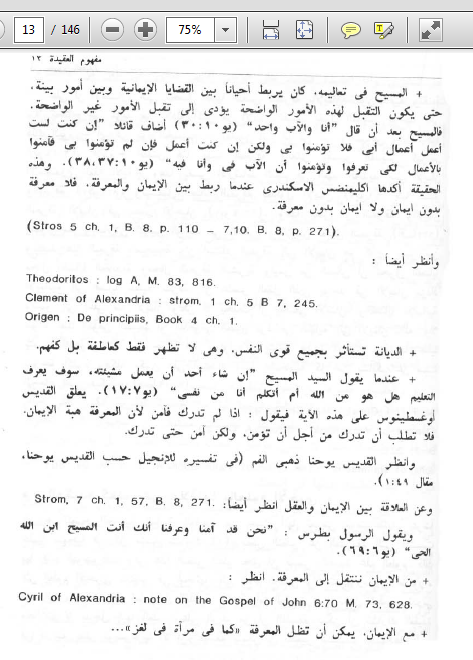 13 / 146 75%
مفهوم العقيدة ١٣
+ المسيح فى تعاليمه، كان يربط أحياناً بين القضايا الإيمانية وبين أمور بينة،
حتى يكون التقبل لهذه الأمور الواضحة يؤدى إلى تقبل الأمور غير الواضحة.
فالمسيح بعد أن قال "أنا والآب واحد" (يو١٠:٣٠) أضاف قائلا "إن كنت لست
أعمل أعمال أبى فلا تؤمنوا بى ولكن إن كنت أعمل فإن لم تؤمنوا بى فآمنوا
بالأعمال لكى تعرفوا وتؤمنوا أن الآب فى وأنا فيه" (يو١٠:٣٨،٣٧). وهذه
الحقيقة أكدها اكليمنضس الاسكندرى عندما ربط بين الإيمان والمعرفة. فلا معرفة
بدون ايمان ولا ايمان بدون معرفة.
(Stros 5 ch. 1, B. 8, p. 110 – 7,10. B. 8, p. 271).
وأنظر أيضاً :
Theodoritos : log A, M. 83, 816.
Clement of Alexandria : strom. 1 ch. 5 B 7, 245.
Origen : De principiis, Book 4 ch. 1.
+ الديانة تستأثر بجميع قوى النفس، وهى لا تظهر فقط كعاطفة بل كفهم.
+ عندما يقول السيد المسيح "إن شاء أحد أن يعمل مشيئته، سوف يعرف
التعليم هل هو من الله أم أتكلم أنا من نفسى" (يو٧:١٧). يعلق القديس
أوغسطينوس على هذه الآية فيقول : اذا لم تدرك فآمن لأن المعرفة هبة الإيمان.
فلا تطلب أن تدرك من أجل أن تؤمن، ولكن آمن حتى تدرك.
وانظر القديس يوحنا ذهبى الفم (فى تفسيره للإنجيل حسب القديس يوحنا،
مقال ١:٤٩).
وعن العلاقة بين الإيمان والعقل انظر أيضاً: Strom, 7 ch. 1, 57, B. 8, 271.
ويقول الرسول بطرس : "نحن قد آمنا وعرفنا أنك أنت المسيح ابن الله
الحى" (يو٦:٦٩).
+ من الإيمان ننتقل إلى المعرفة. انظر :
Cyril of Alexandria : note on the Gospel of John 6:70 M. 73, 628.
+ مع الإيمان، يمكن أن تظل المعرفة «كما فى مرآة فى لغز»...